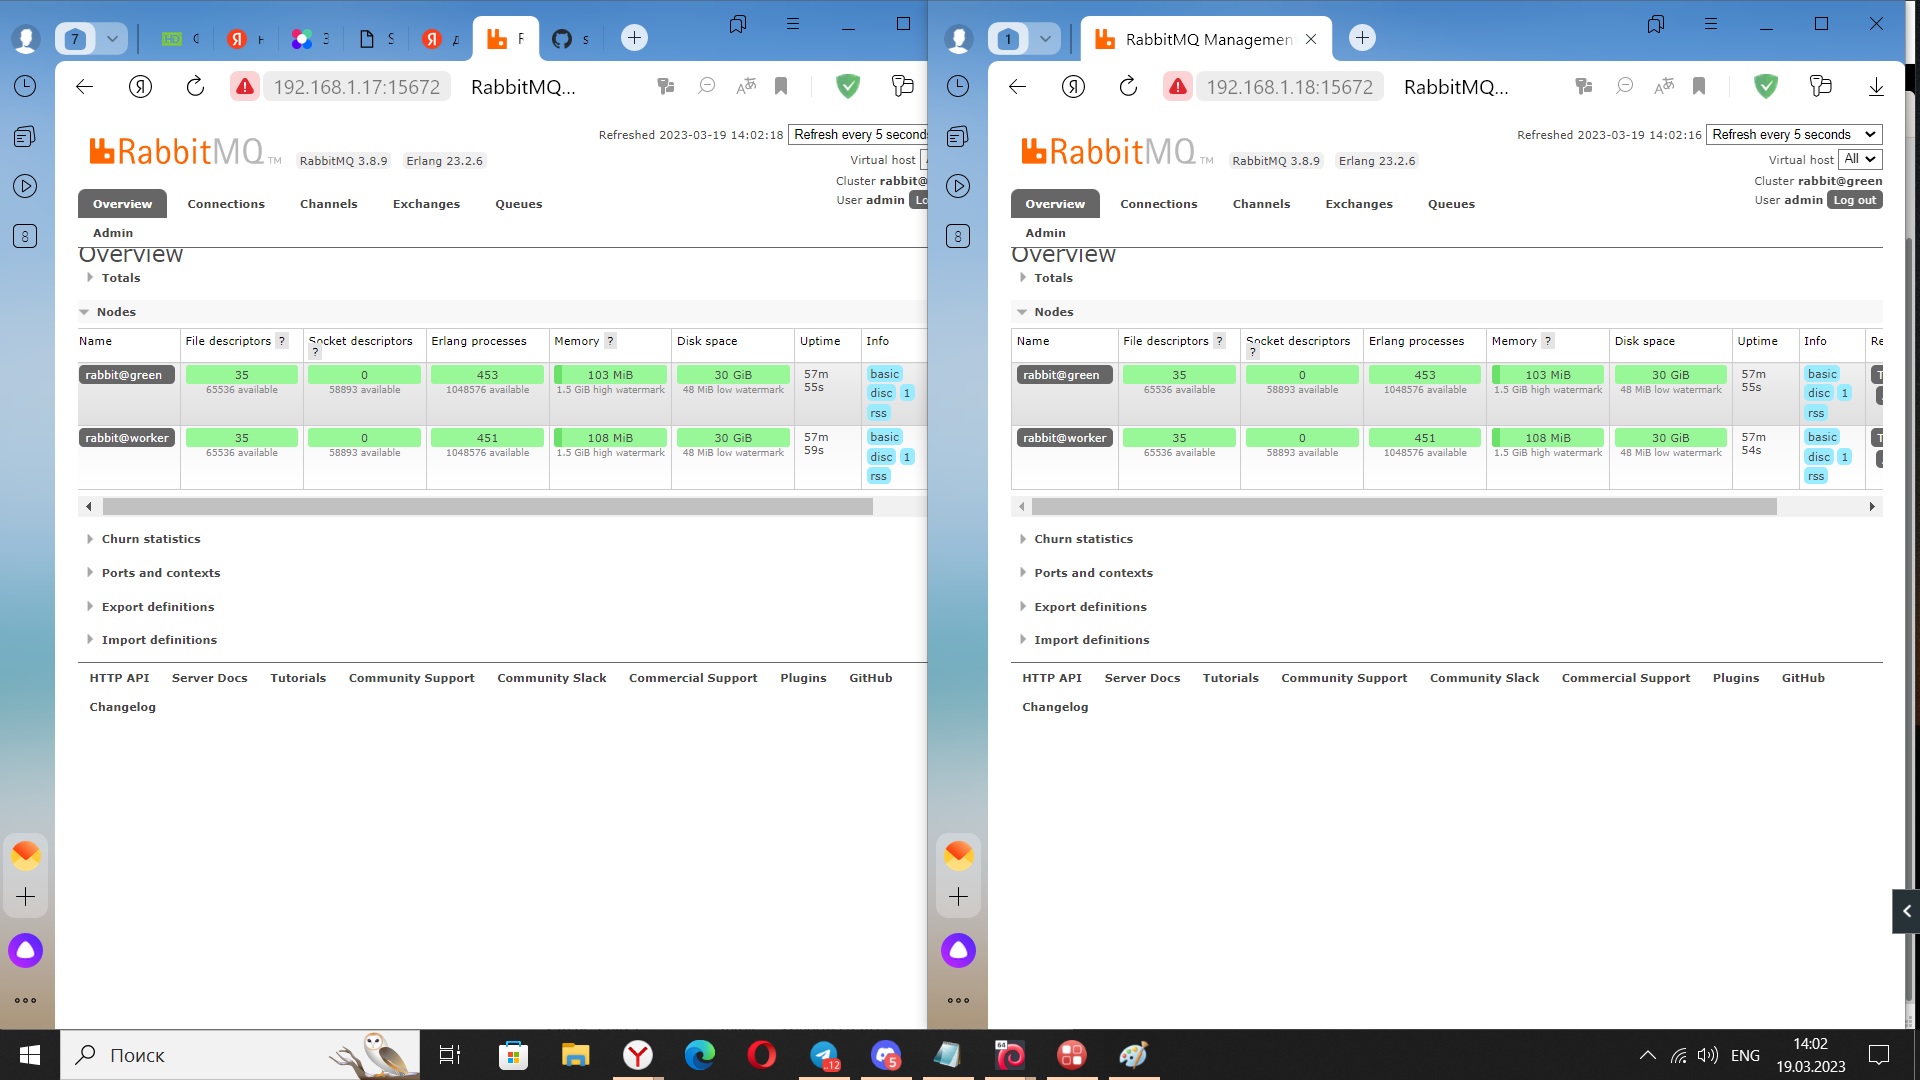 7
192.168.1.17:15672 RabbitMQ...
Refreshed 2023-03-19 14:02:18 Refresh every 5 seconds
RabbitMQ TM RabbitMQ 3.8.9 Erlang 23.2.6
Virtual host
Cluster rabbit@
User admin Lo
Overview Connections Channels Exchanges Queues
Admin
Overview
Totals
Nodes
Name File descriptors ? Socket descriptors ? Erlang processes Memory ? Disk space Uptime Info
rabbit@green 35 0 453 103 MiB 30 GiB 57m 55s basic disc 1 rss
65536 available 58893 available 1048576 available 1.5 GiB high watermark 48 MiB low watermark
rabbit@worker 35 0 451 108 MiB 30 GiB 57m 59s basic disc 1 rss
65536 available 58893 available 1048576 available 1.5 GiB high watermark 48 MiB low watermark
Churn statistics
Ports and contexts
Export definitions
Import definitions
HTTP API Server Docs Tutorials Community Support Community Slack Commercial Support Plugins GitHub
Changelog
8
1 RabbitMQ Managemen
192.168.1.18:15672 RabbitMQ...
Refreshed 2023-03-19 14:02:16 Refresh every 5 seconds
RabbitMQ TM RabbitMQ 3.8.9 Erlang 23.2.6
Virtual host All
Cluster rabbit@green
User admin Log out
Overview Connections Channels Exchanges Queues
Admin
Overview
Totals
Nodes
Name File descriptors ? Socket descriptors ? Erlang processes Memory ? Disk space Uptime Info Re
rabbit@green 35 0 453 103 MiB 30 GiB 57m 55s basic disc 1 rss
65536 available 58893 available 1048576 available 1.5 GiB high watermark 48 MiB low watermark
rabbit@worker 35 0 451 108 MiB 30 GiB 57m 54s basic disc 1 rss
65536 available 58893 available 1048576 available 1.5 GiB high watermark 48 MiB low watermark
Churn statistics
Ports and contexts
Export definitions
Import definitions
HTTP API Server Docs Tutorials Community Support Community Slack Commercial Support Plugins GitHub
Changelog
8
Поиск
..12
5
64
ENG
14:02
19.03.2023